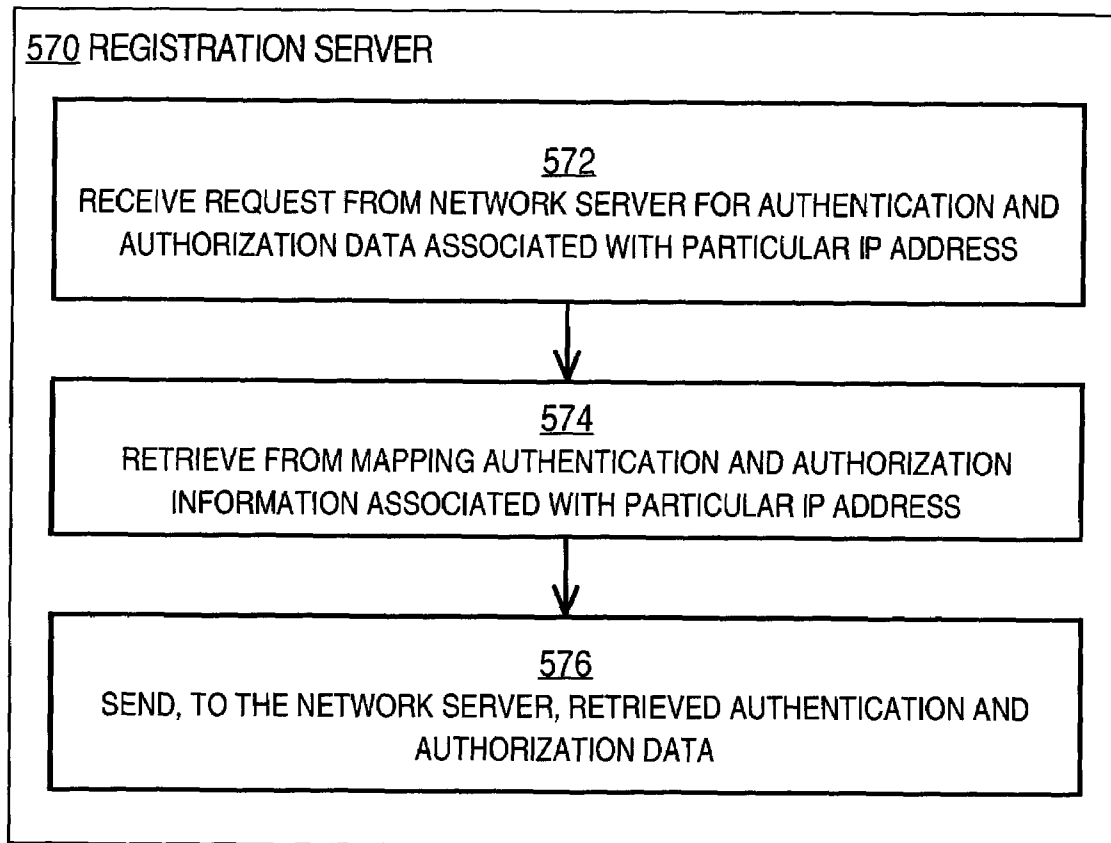 570 REGISTRATION SERVER
572
RECEIVE REQUEST FROM NETWORK SERVER FOR AUTHENTICATION AND
AUTHORIZATION DATA ASSOCIATED WITH PARTICULAR IP ADDRESS
574
RETRIEVE FROM MAPPING AUTHENTICATION AND AUTHORIZATION
INFORMATION ASSOCIATED WITH PARTICULAR IP ADDRESS
576
SEND, TO THE NETWORK SERVER, RETRIEVED AUTHENTICATION AND
AUTHORIZATION DATA